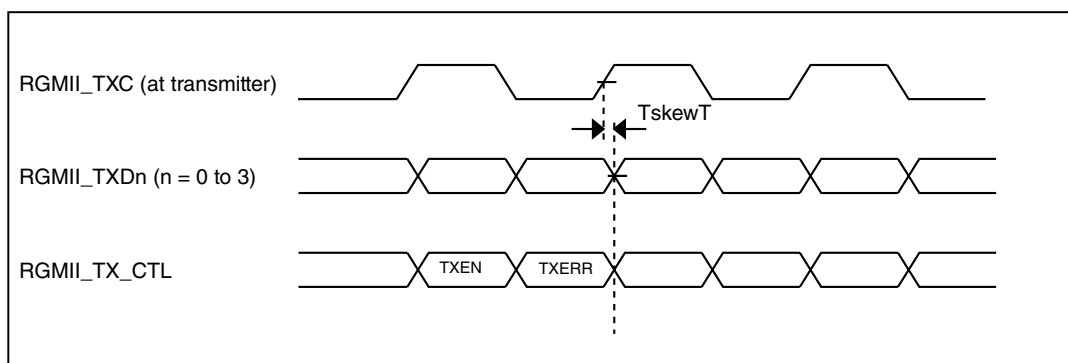 RGMII_TXC (at transmitter)
TskewT
RGMII_TXDn (n = 0 to 3)
RGMII_TX_CTL
TXEN
TXERR